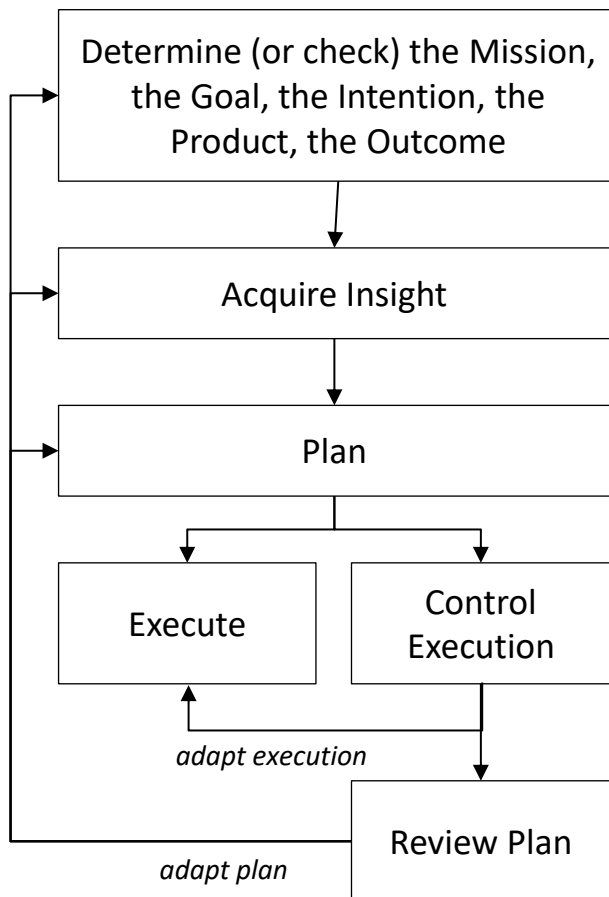 Determine (or check) the Mission,
the Goal, the Intention, the
Product, the Outcome
Acquire Insight
Plan
Execute
Control
Execution
adapt execution
Review Plan
adapt plan